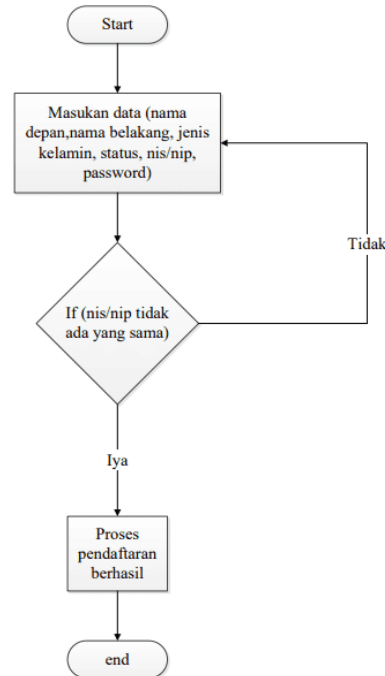 Start
Masukan data (nama
depan,nama belakang, jenis
kelamin, status, nis/nip,
password)
Tidak
If (nis/nip tidak
ada yang sama)
Iya
Proses
pendaftaran
berhasil
end